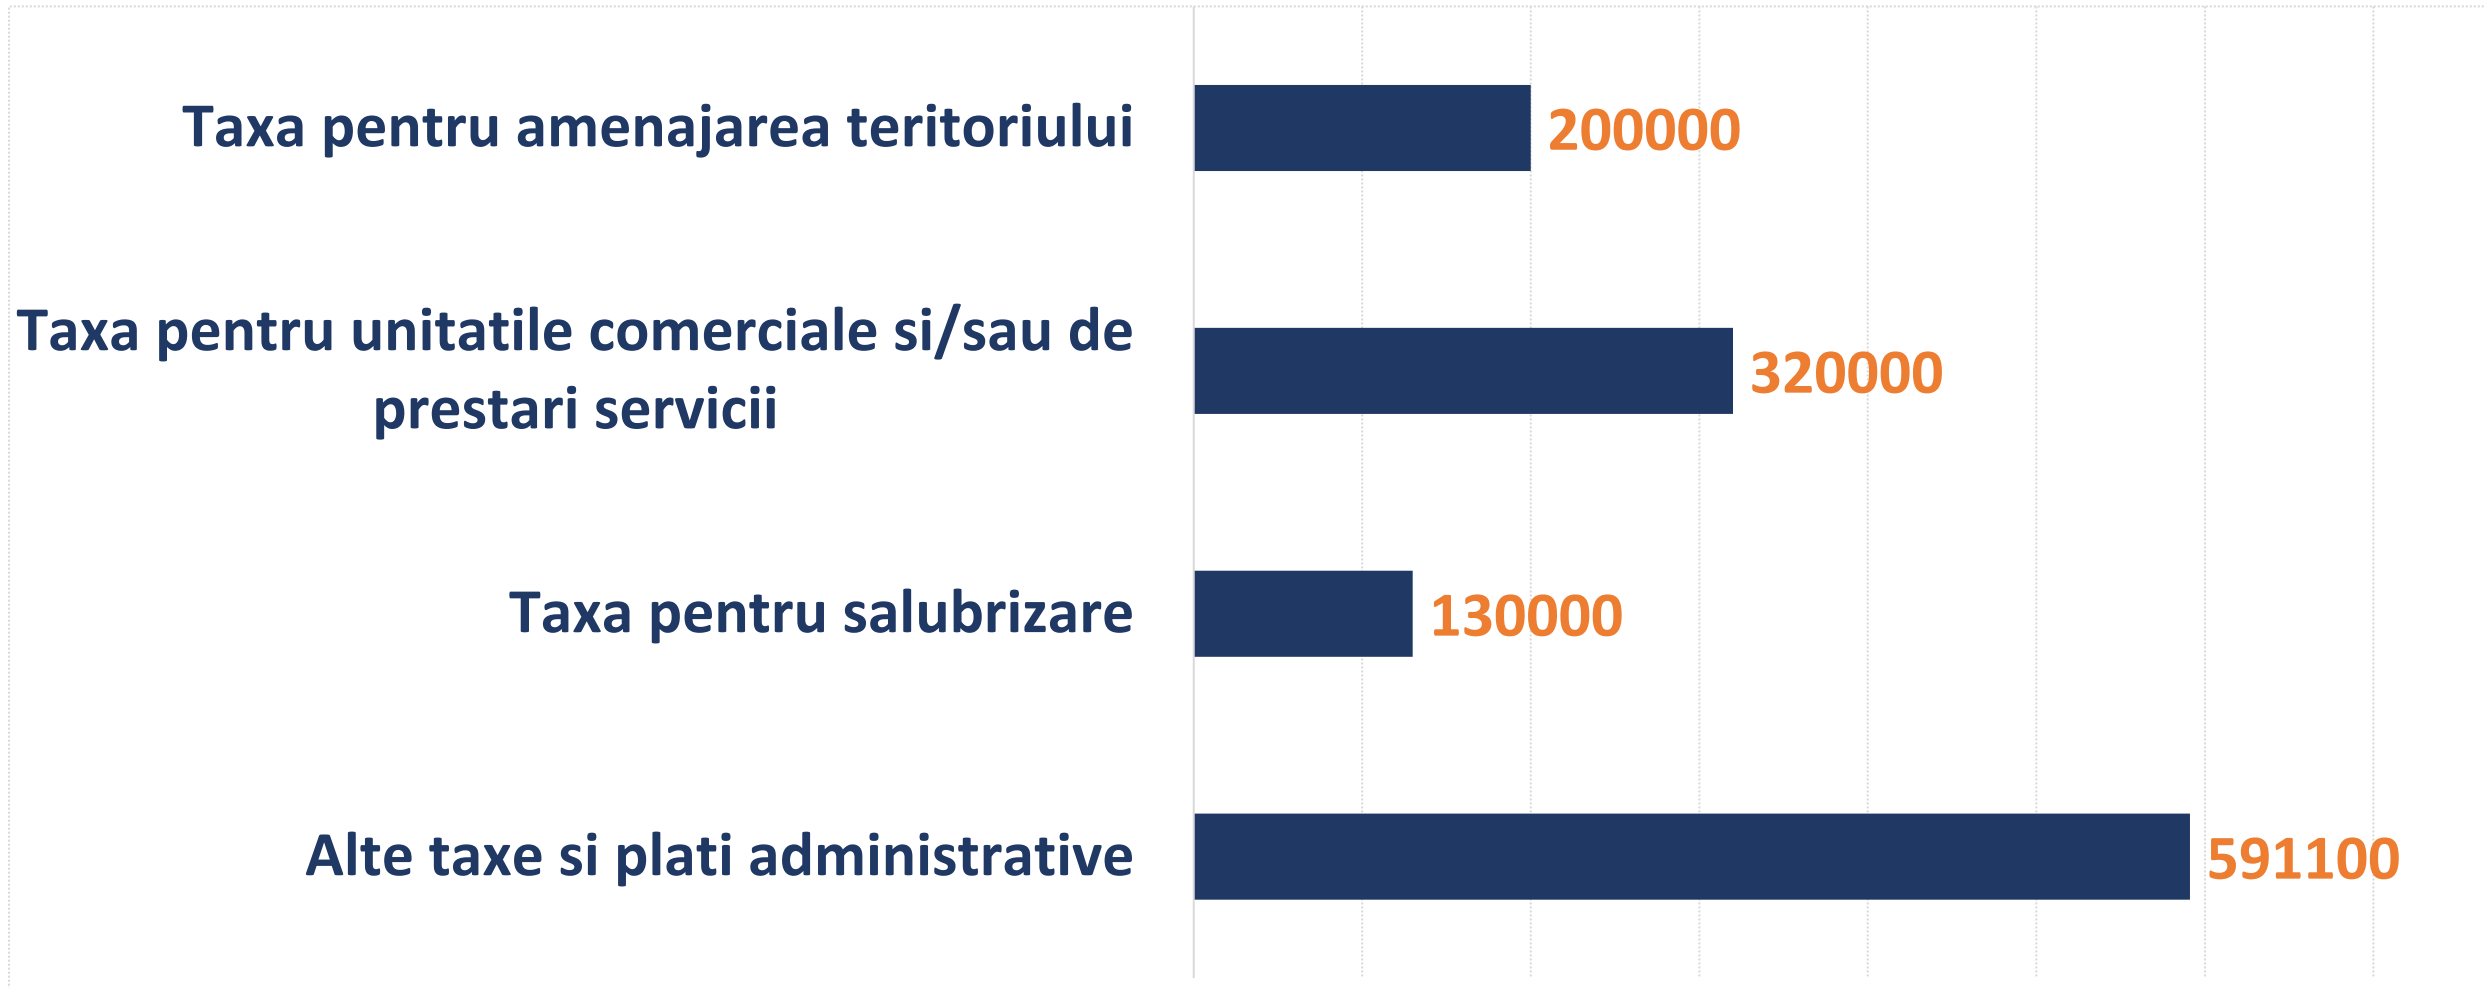 Taxa pentru amenajarea teritoriului
200000
Taxa pentru unitatile comerciale si/sau de
prestari servicii
320000
Taxa pentru salubrizare
130000
Alte taxe si plati administrative
591100